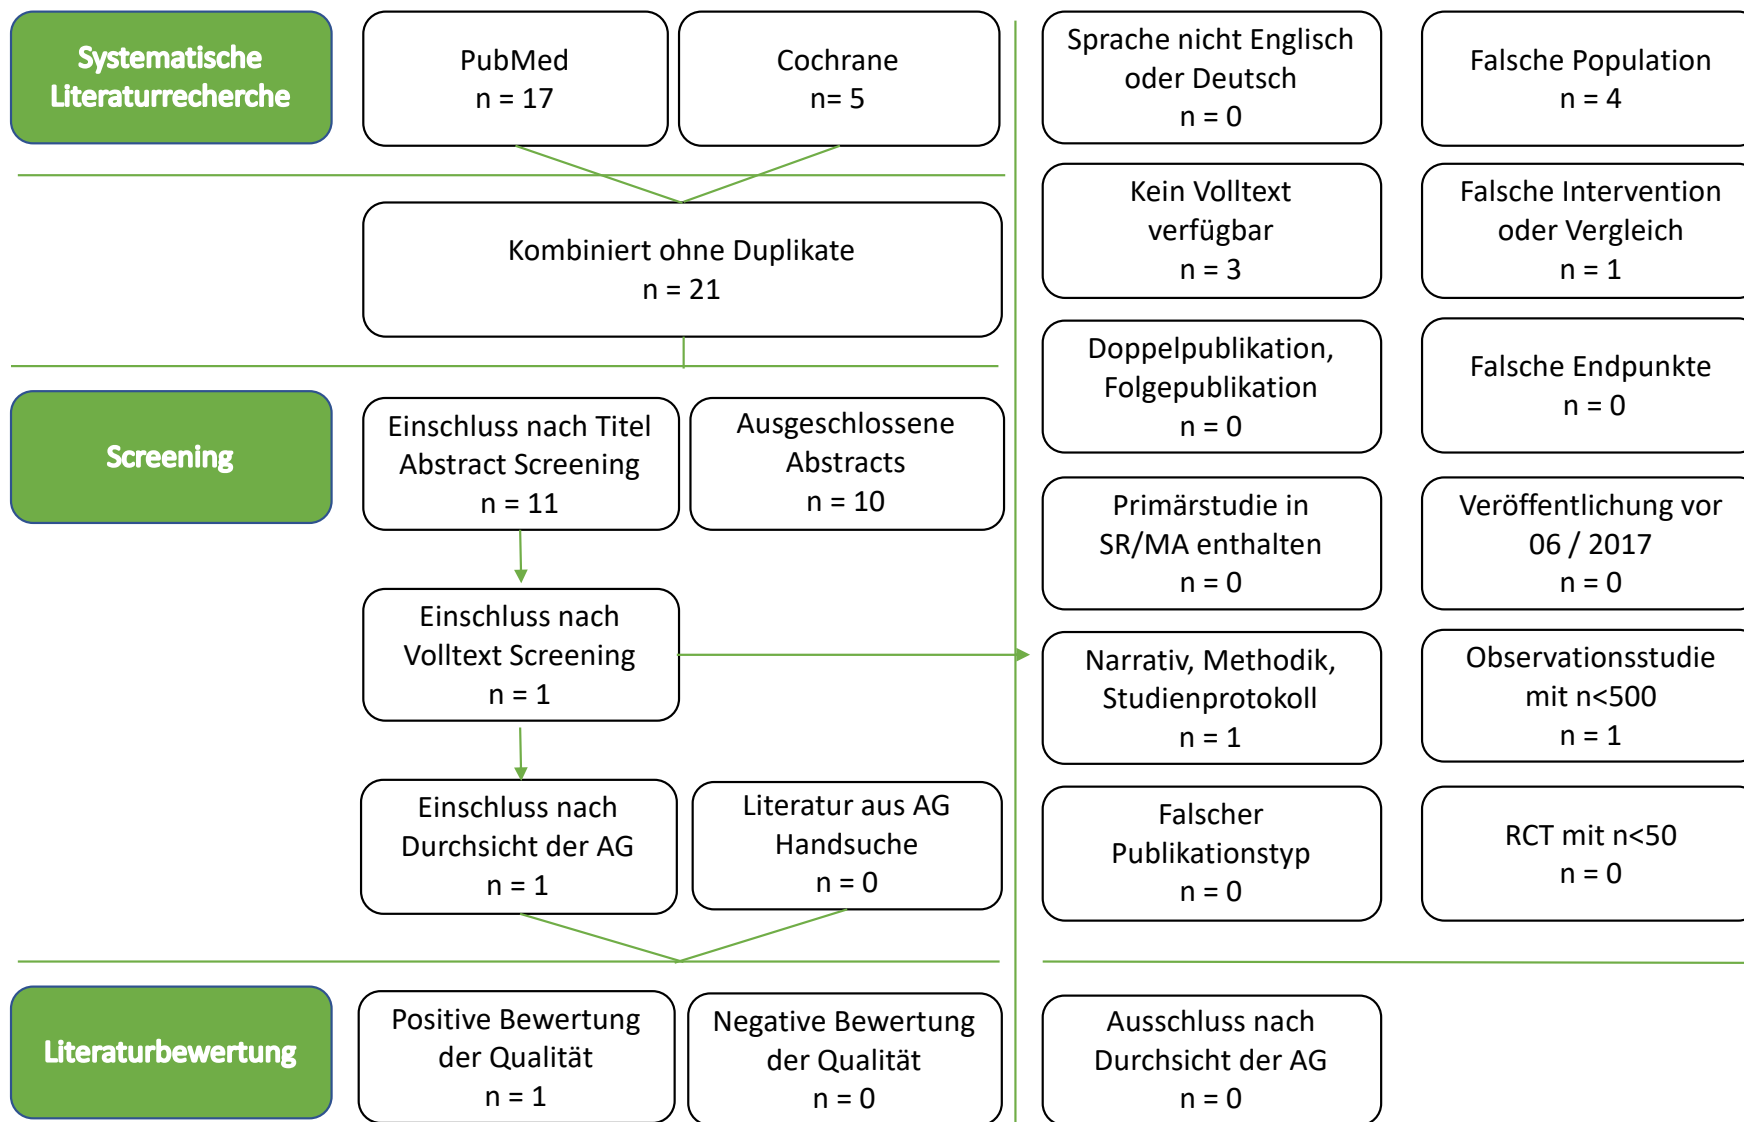 Systematische
Literaturrecherche
PubMed
n = 17
Cochrane
n= 5
Kombiniert ohne Duplikate
n = 21
Screening
Einschluss nach Titel
Abstract Screening
n = 11
Ausgeschlossene
Abstracts
n = 10
Einschluss nach
Volltext Screening
n = 1
Einschluss nach
Durchsicht der AG
n = 1
Literatur aus AG
Handsuche
n = 0
Literaturbewertung
Positive Bewertung
der Qualität
n = 1
Negative Bewertung
der Qualität
n = 0
Sprache nicht Englisch
oder Deutsch
n = 0
Falsche Population
n = 4
Kein Volltext
verfügbar
n = 3
Falsche Intervention
oder Vergleich
n = 1
Doppelpublikation,
Folgepublikation
n = 0
Falsche Endpunkte
n = 0
Primärstudie in
SR/MA enthalten
n = 0
Veröffentlichung vor
06 / 2017
n = 0
Narrativ, Methodik,
Studienprotokoll
n = 1
Observationsstudie
mit n<500
n = 1
Falscher
Publikationstyp
n = 0
RCT mit n<50
n = 0
Ausschluss nach
Durchsicht der AG
n = 0